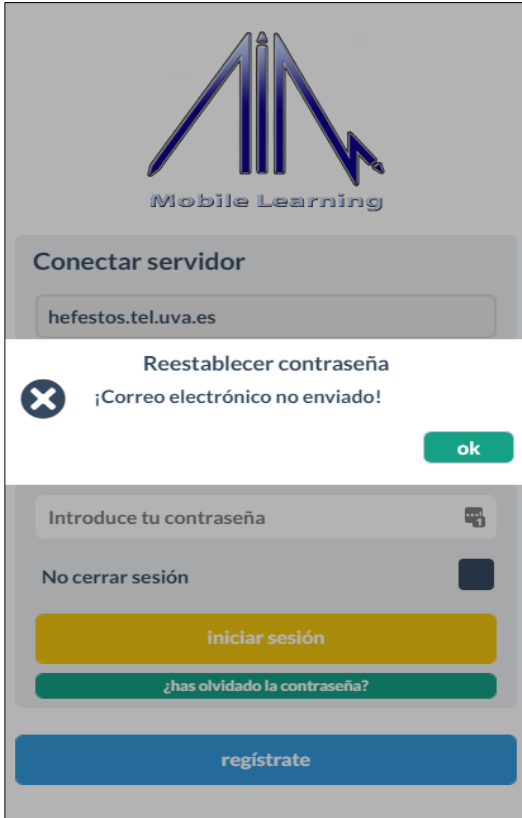 Mobile Learning
Conectar servidor
hefestos.tel.uva.es
Reestablecer contraseña
¡Correo electrónico no enviado!
ok
Introduce tu contraseña
No cerrar sesión
iniciar sesión
¿has olvidado la contraseña?
regístrate